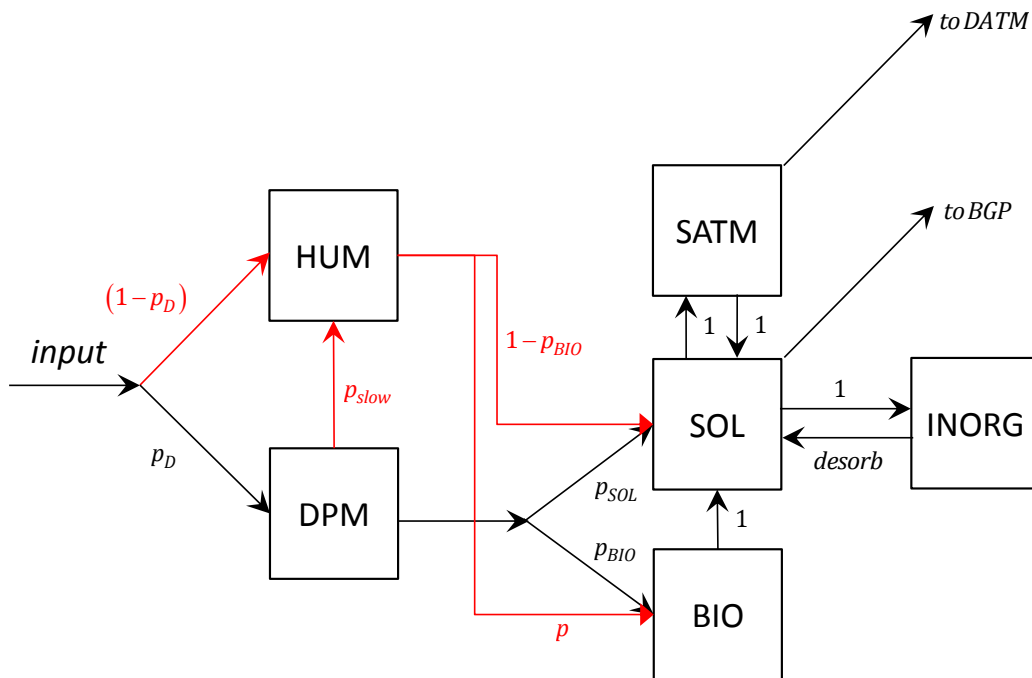 to DATM
SATM
to BGP
HUM
(1−p_D)
1
1
1−p_BIO
input
p_slow
1
SOL
INORG
desorb
p_D
p_SOL
DPM
1
p_BIO
BIO
p